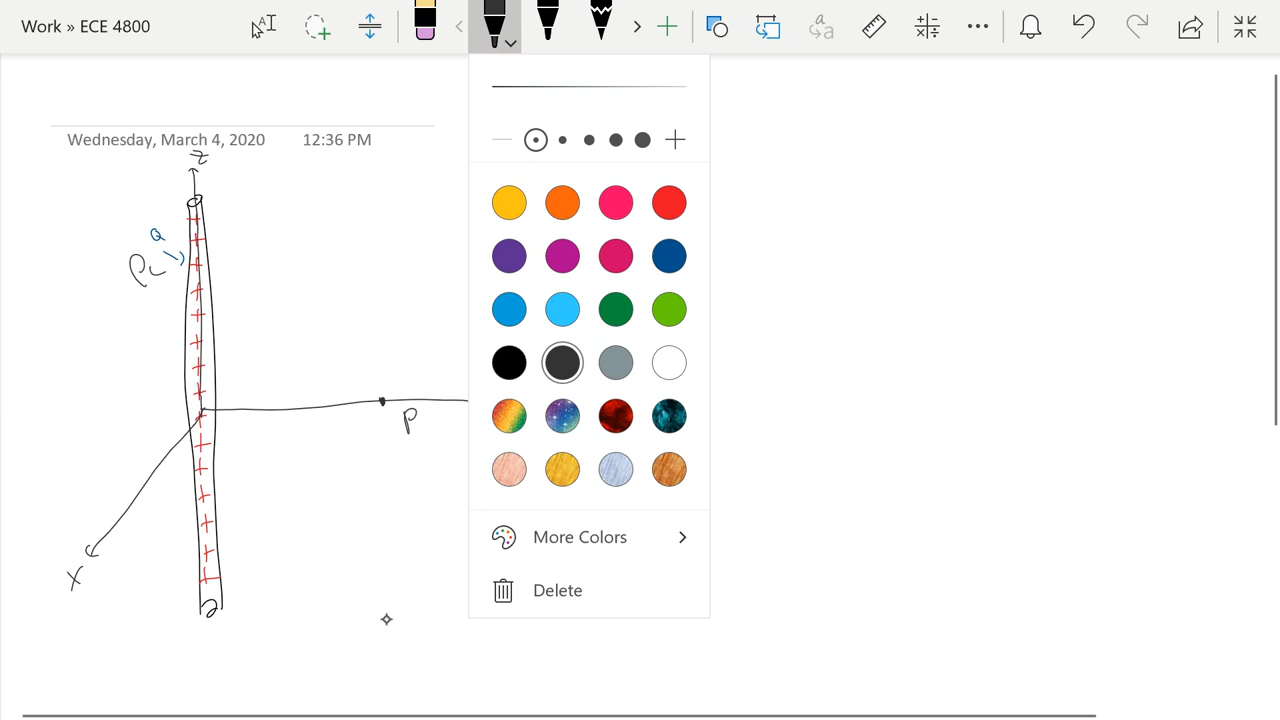 Work » ECE 4800
Wednesday, March 4, 2020 12:36 PM
z
Q
P
x
More Colors
Delete